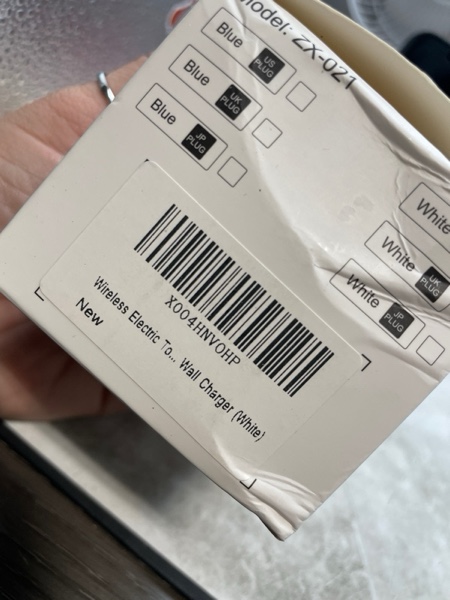 Model: ZX-021
Blue US PLUG
Blue UK PLUG
Blue JP PLUG
White
White UK PLUG
White JP PLUG
X004HNVOHP
Wireless Electric To... Wall Charger (White)
New